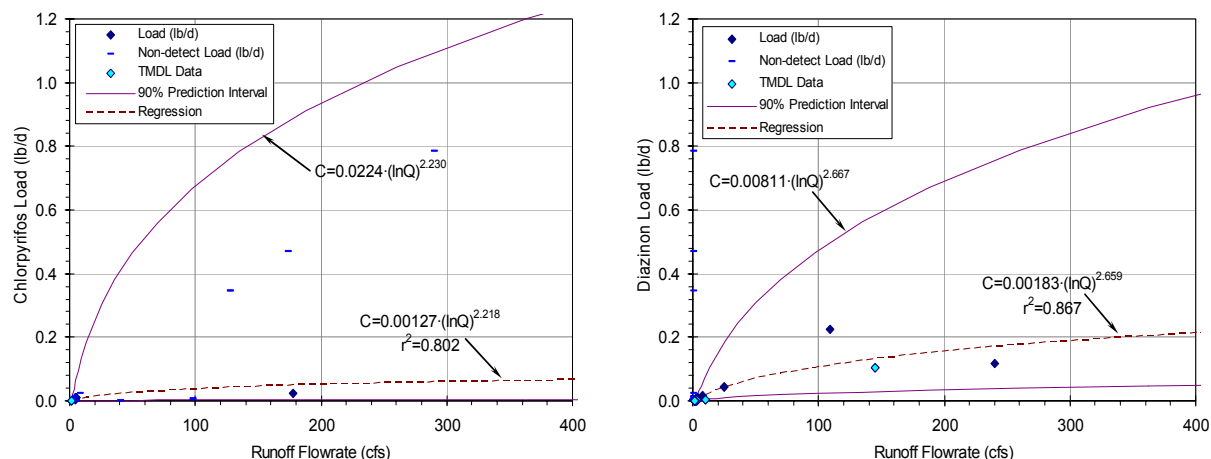 1.2
1.0
0.8
0.6
0.4
0.2
0.0
Chlorpyrifos Load (lb/d)
Load (lb/d)
Non-detect Load (lb/d)
TMDL Data
90% Prediction Interval
Regression
C=0.0224·(lnQ)^2.230
C=0.00127·(lnQ)^2.218
r²=0.802
0 100 200 300 400
Runoff Flowrate (cfs)
1.2
1.0
0.8
0.6
0.4
0.2
0.0
Diazinon Load (lb/d)
Load (lb/d)
Non-detect Load (lb/d)
TMDL Data
90% Prediction Interval
Regression
C=0.00811·(lnQ)^2.667
C=0.00183·(lnQ)^2.659
r²=0.867
0 100 200 300 400
Runoff Flowrate (cfs)